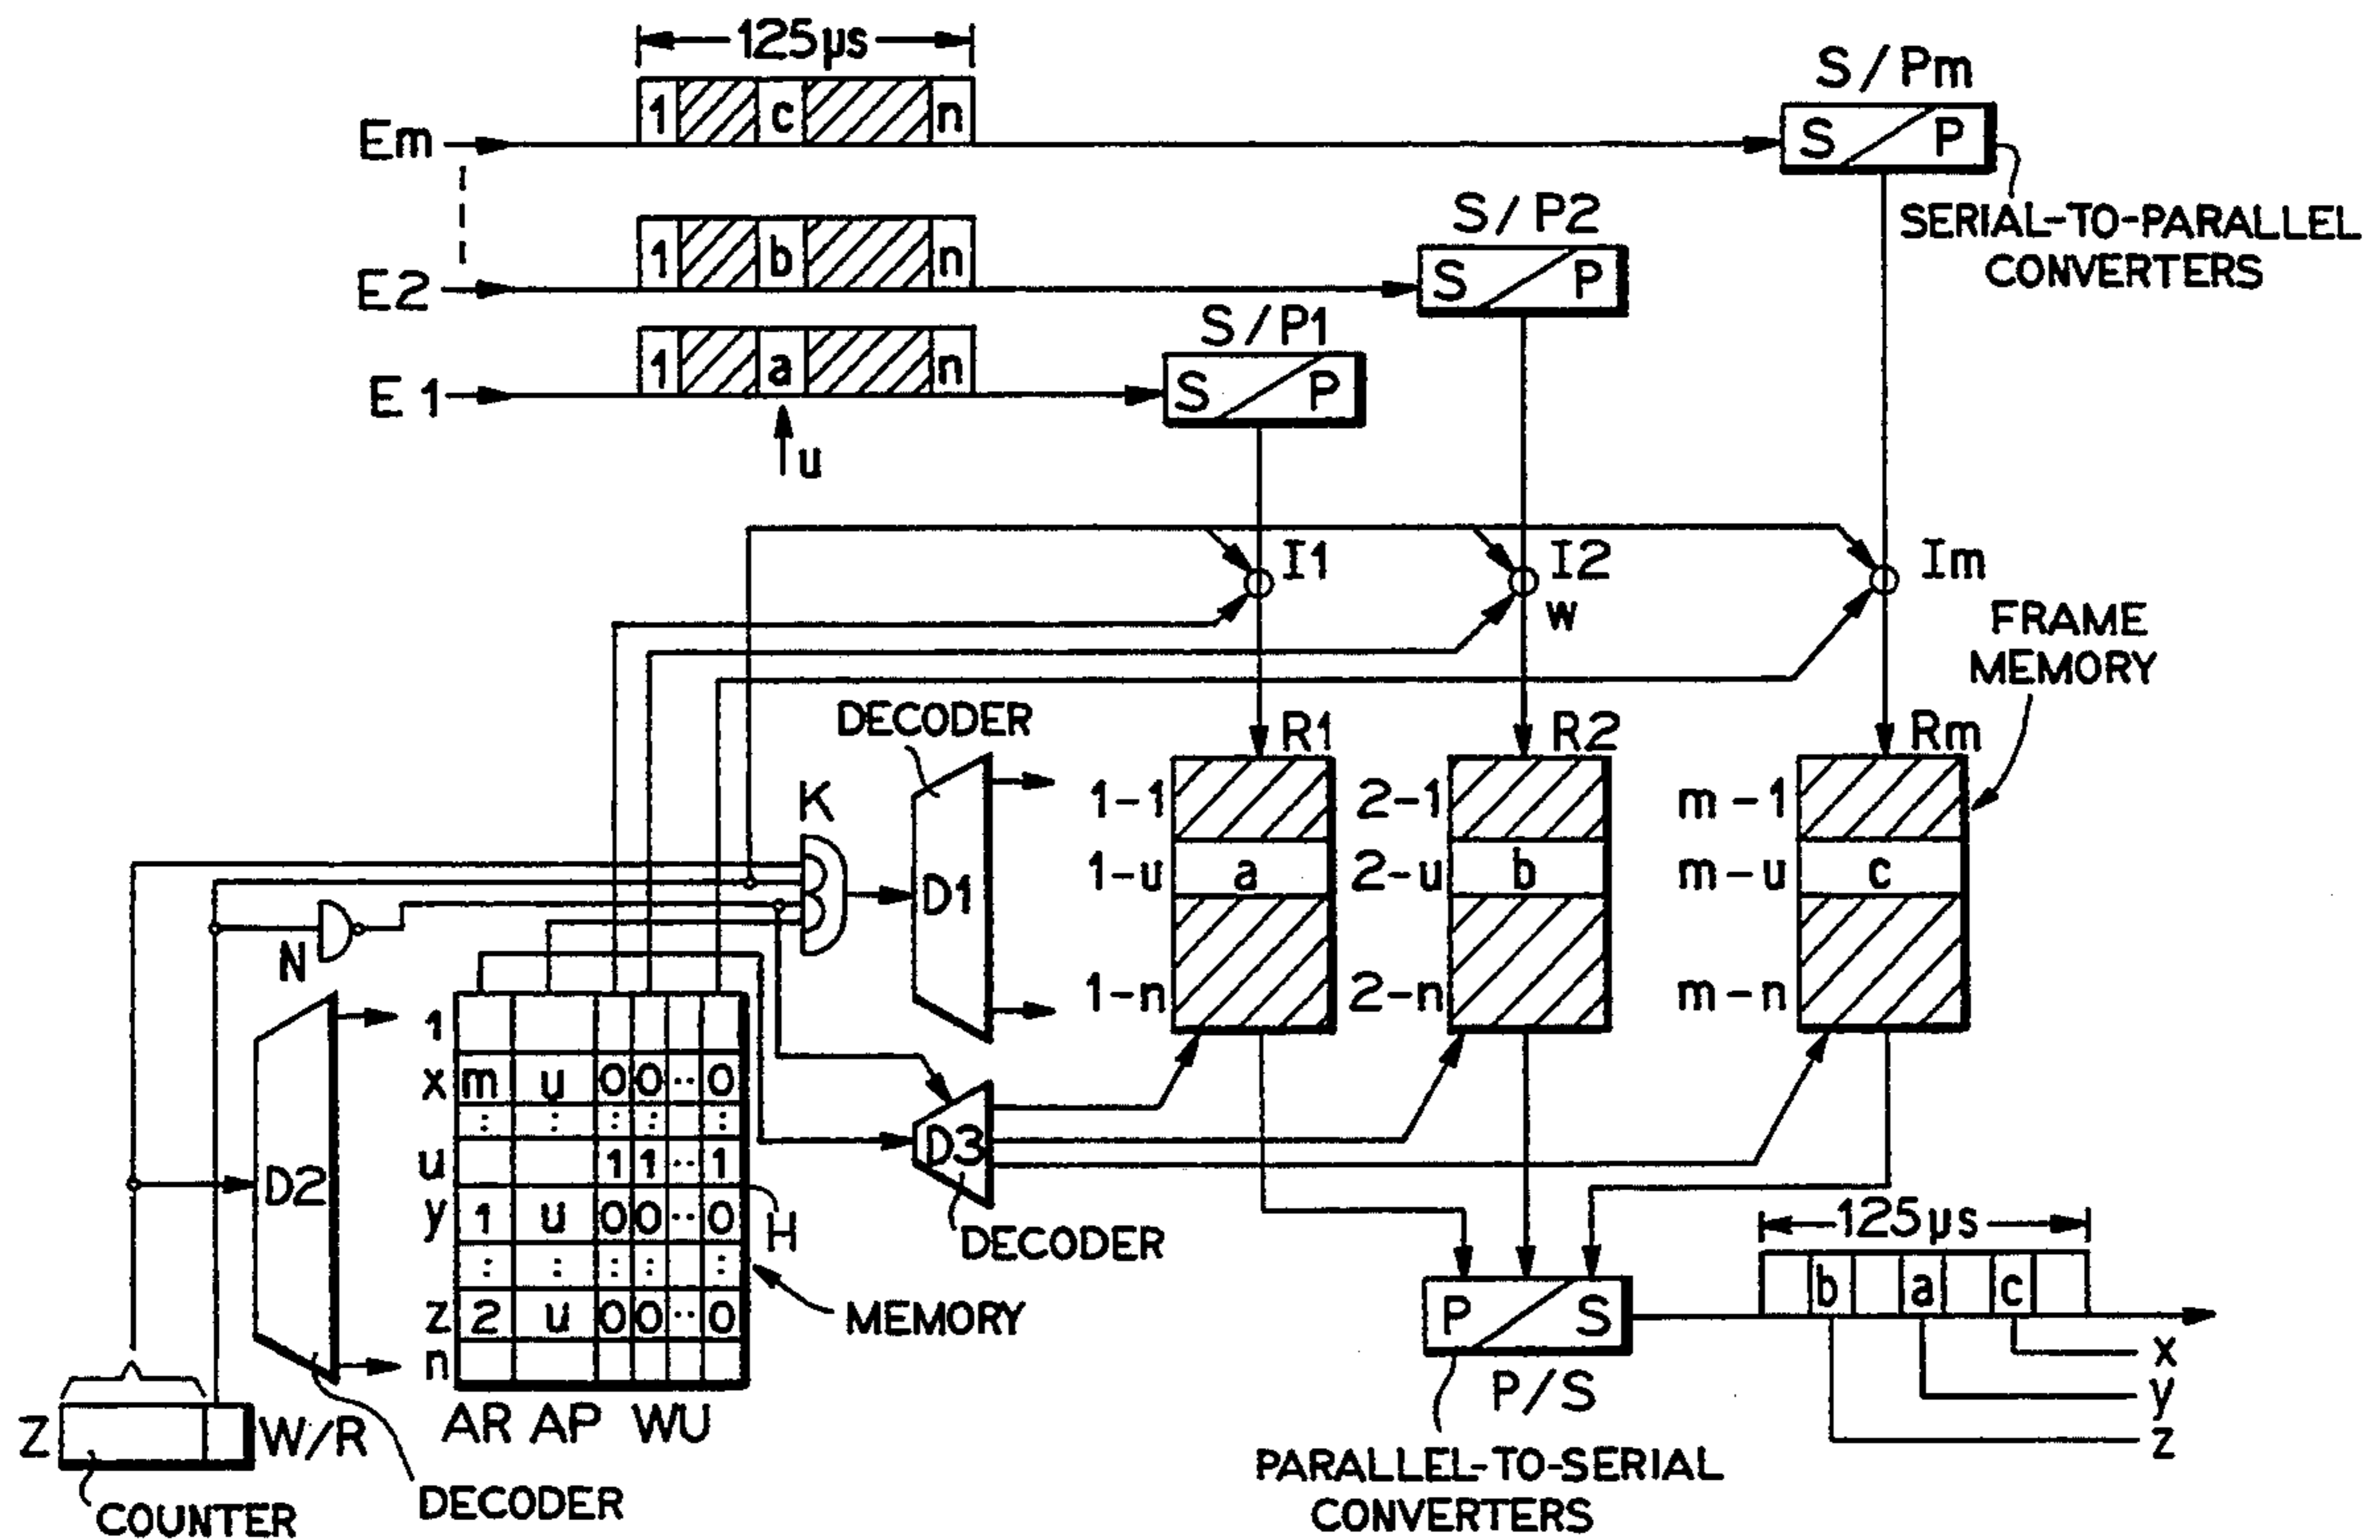 125µs
S/Pm
Em 1 c n
S P
SERIAL-TO-PARALLEL
CONVERTERS
S/P2
E2 1 b n
S P
S/P1
E1 1 a n
S P
u
I1 I2 Im
W
FRAME
MEMORY
DECODER
R1 R2 Rm
K
1-1 2-1 m-1
D1
1-u a 2-u b m-u c
N
1-n 2-n m-n
1
x m u 0 0 ·· 0
: : : : :
u 1 1 ·· 1
y 1 u 0 0 ·· 0
: : : : :
z 2 u 0 0 ·· 0
n
D2
D3
H
DECODER
MEMORY
125µs
b a c
P S
P/S
x
y
z
Z W/R AR AP WU
COUNTER
DECODER
PARALLEL-TO-SERIAL
CONVERTERS